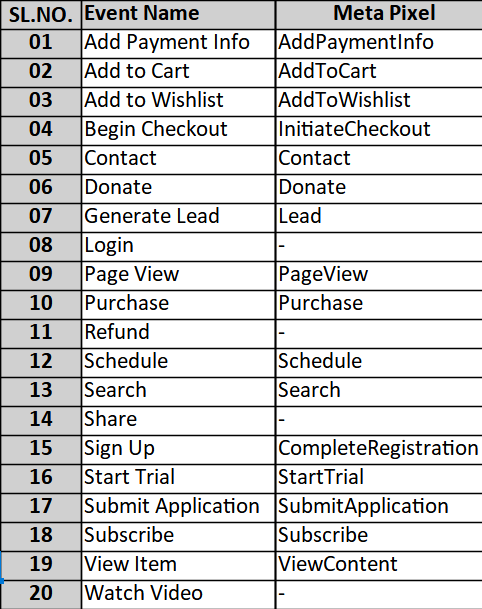 SL.NO. Event Name Meta Pixel
01 Add Payment Info AddPaymentInfo
02 Add to Cart AddToCart
03 Add to Wishlist AddToWishlist
04 Begin Checkout InitiateCheckout
05 Contact Contact
06 Donate Donate
07 Generate Lead Lead
08 Login -
09 Page View PageView
10 Purchase Purchase
11 Refund -
12 Schedule Schedule
13 Search Search
14 Share -
15 Sign Up CompleteRegistration
16 Start Trial StartTrial
17 Submit Application SubmitApplication
18 Subscribe Subscribe
19 View Item ViewContent
20 Watch Video -